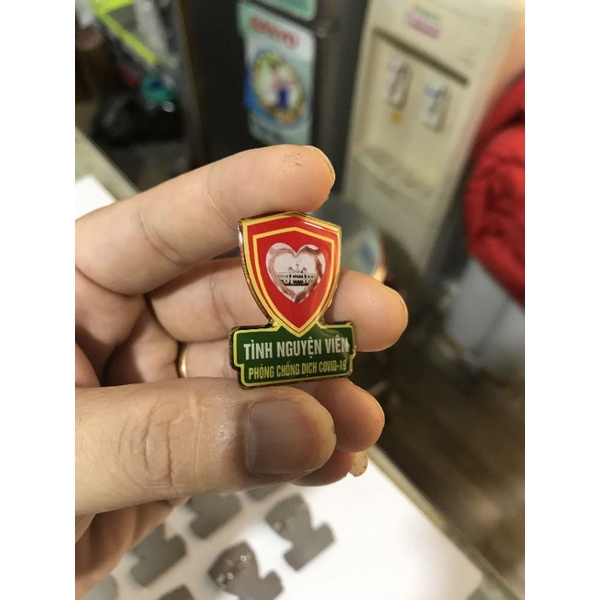 TÌNH NGUYỆN VIÊN
PHÒNG CHỐNG DỊCH COVID-19